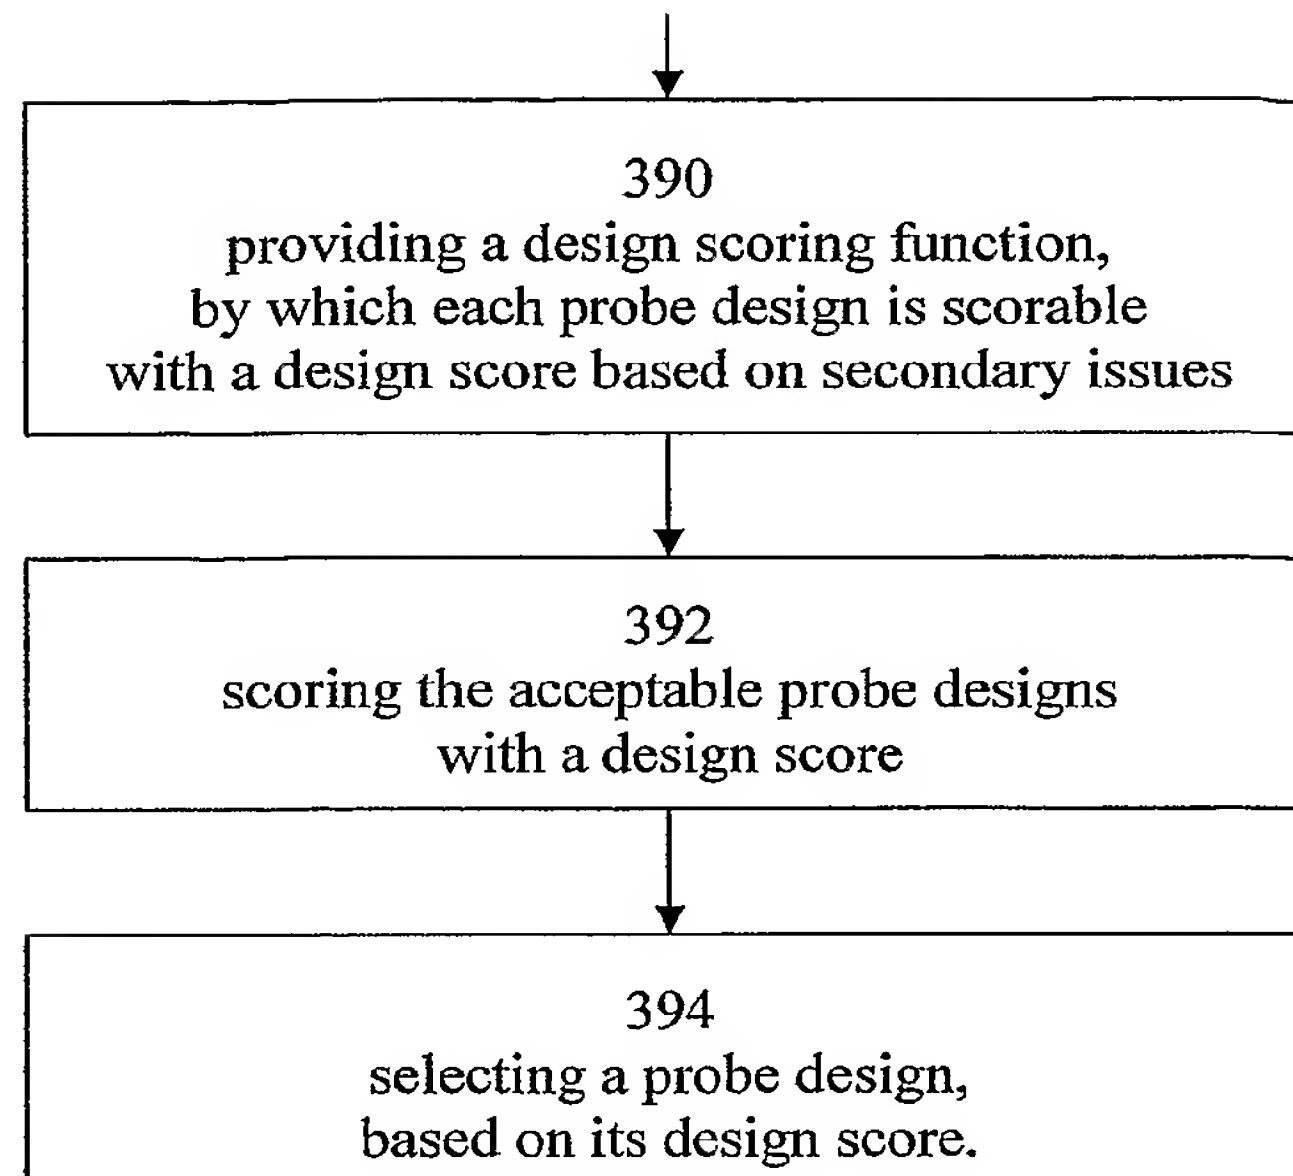 390
providing a design scoring function,
by which each probe design is scorable
with a design score based on secondary issues
392
scoring the acceptable probe designs
with a design score
394
selecting a probe design,
based on its design score.